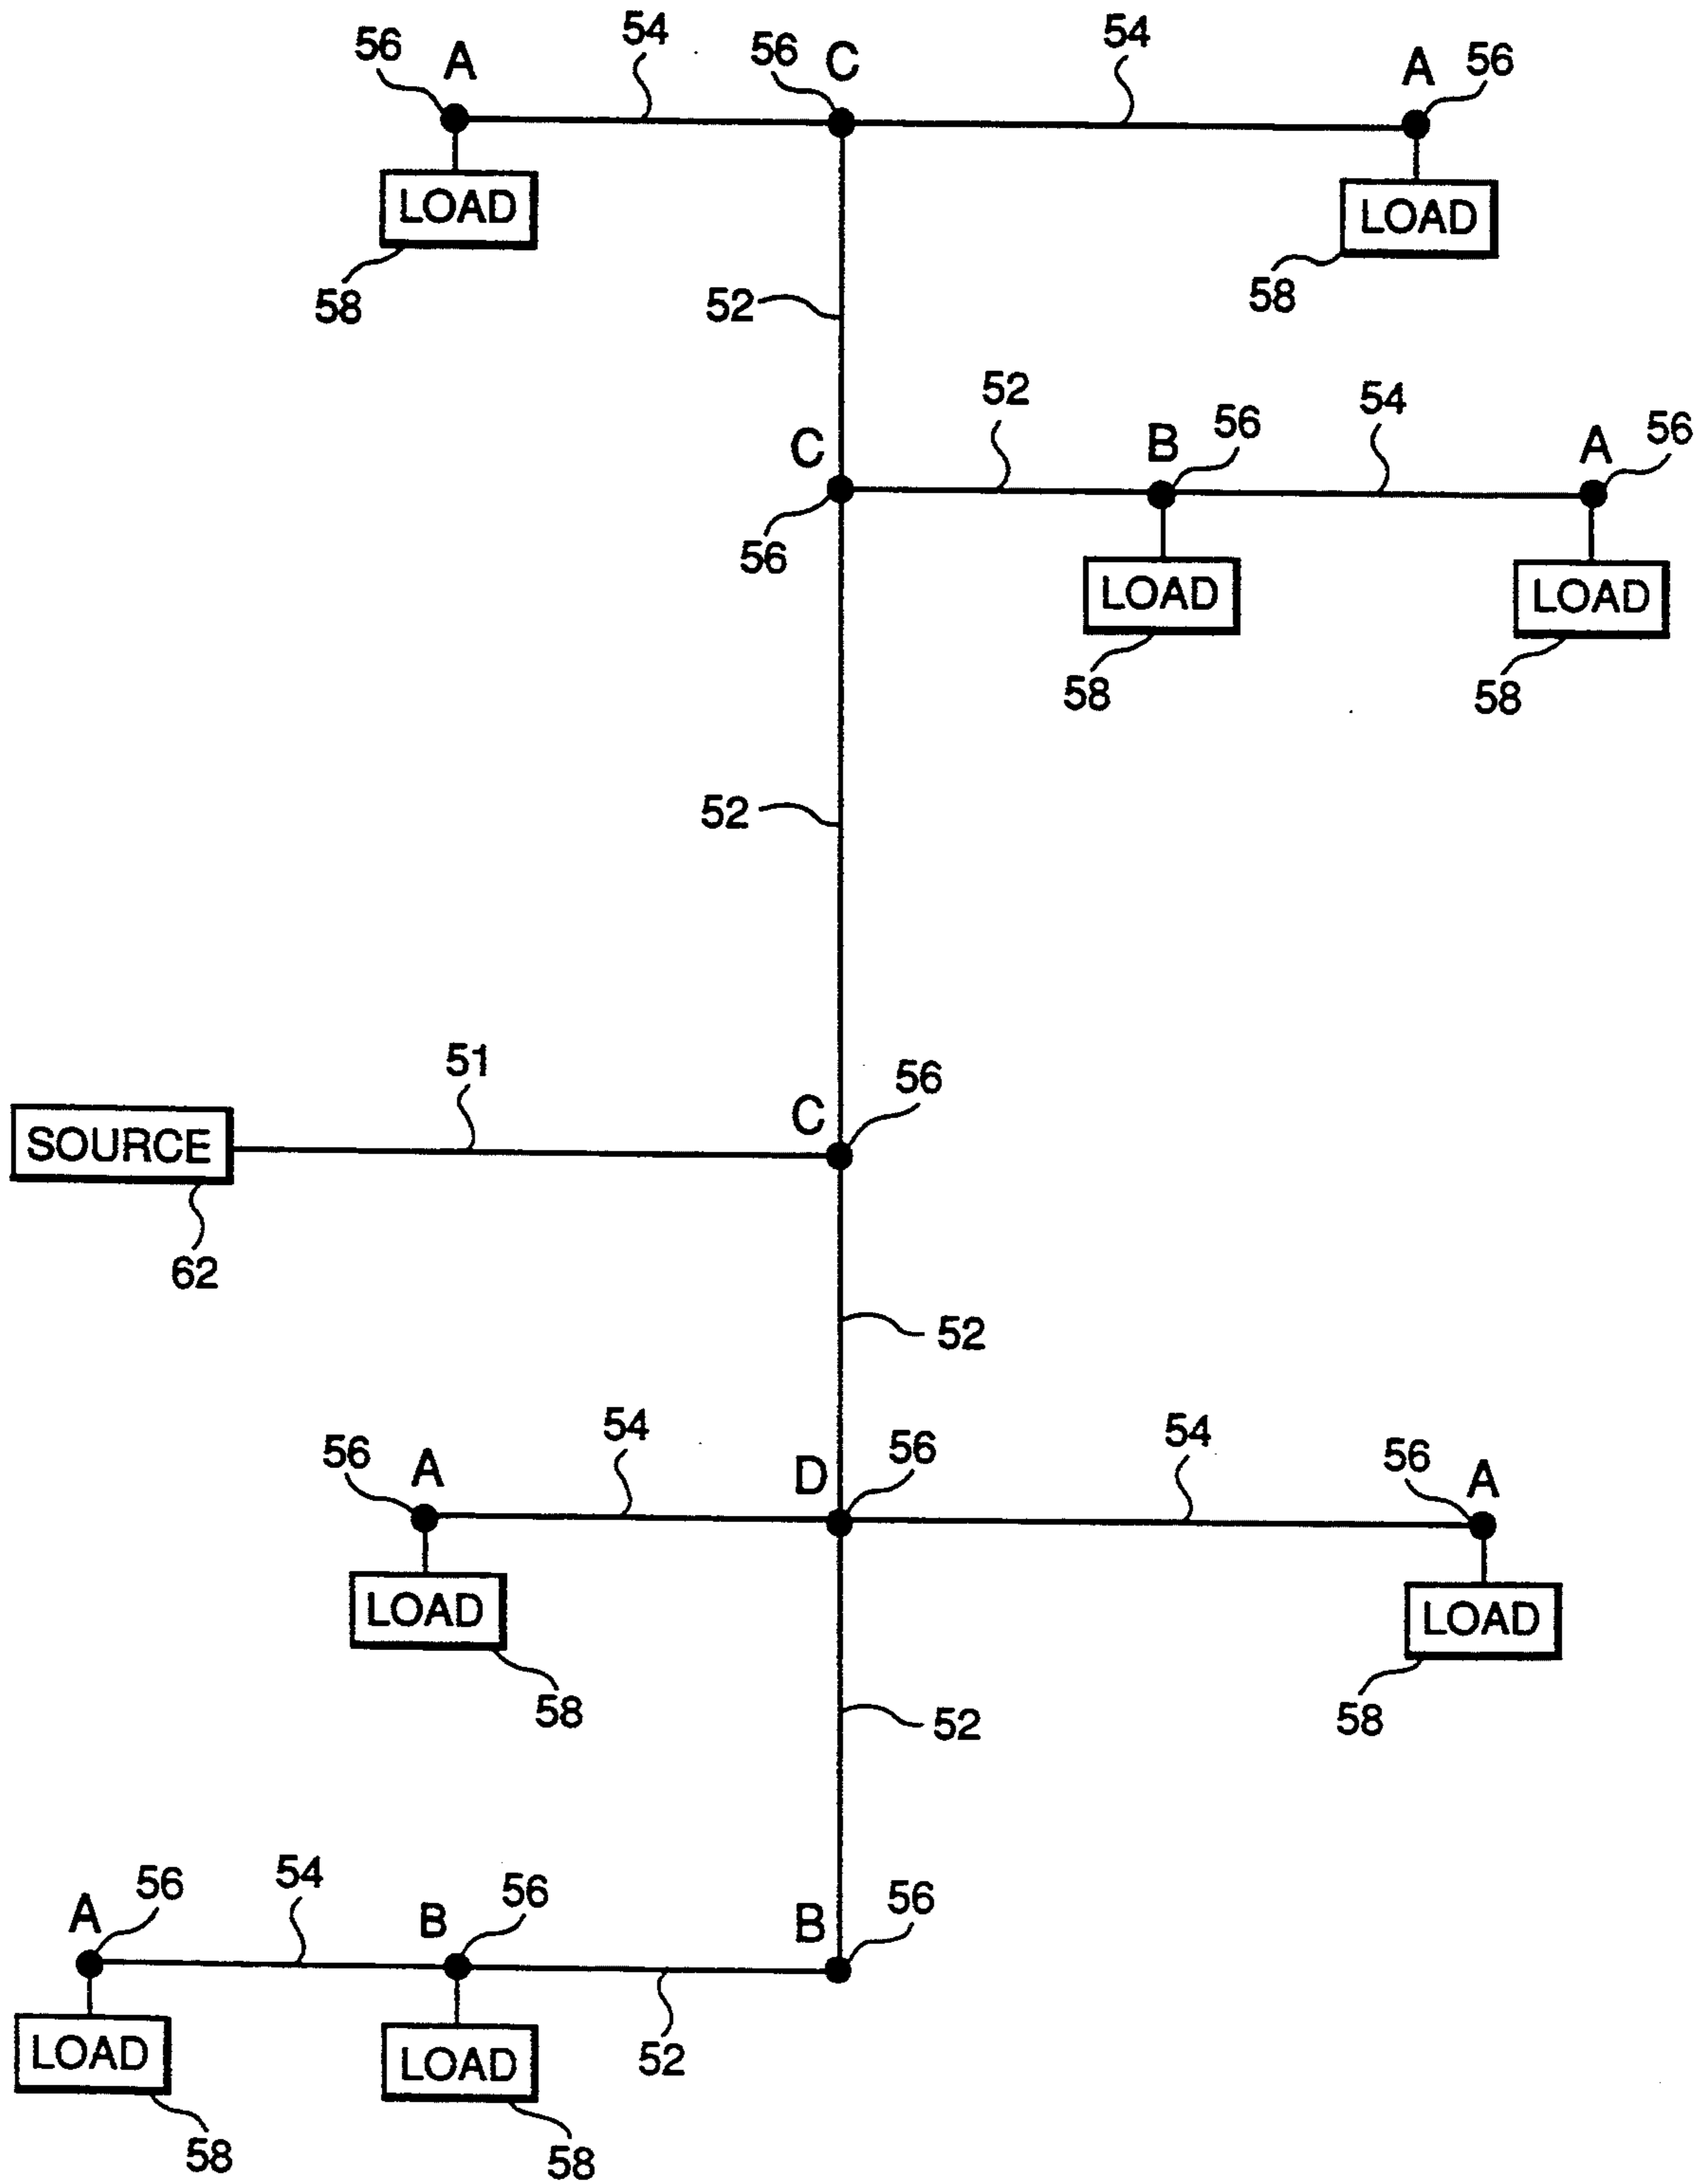 56 A 54 56 C 54 A 56
LOAD LOAD
58 52 58
52 54
C B 56 A 56
56
LOAD LOAD
58 58
52
51 56
C
SOURCE
62
52
54 54
56 A D 56 56 A
LOAD LOAD
58 58
52
54
A 56 B 56 B 56
LOAD LOAD 52
58 58